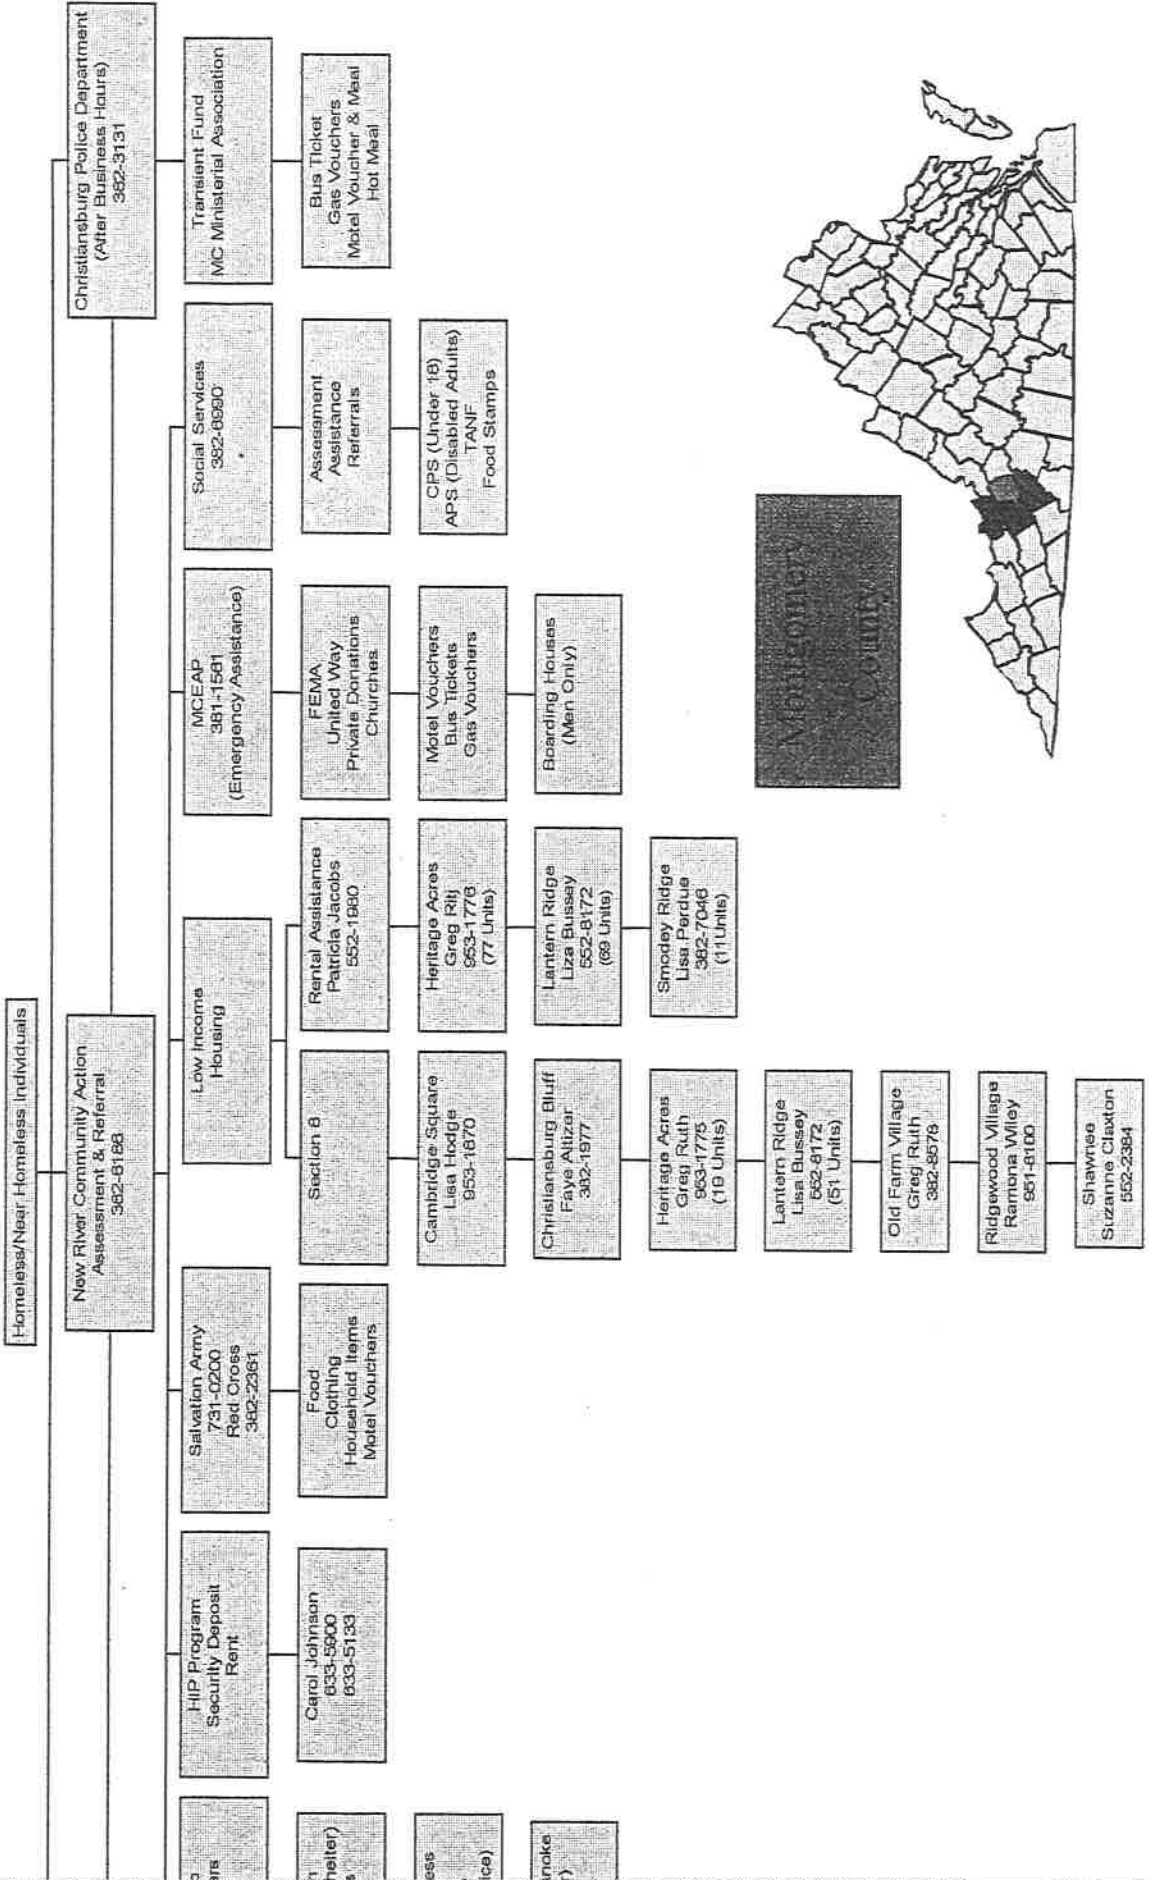 Homeless/Near Homeless Individuals
New River Community Action
Assessment & Referral
382-6186
Christiansburg Police Department
(After Business Hours)
382-3131
HIP Program
Security Deposit
Rent
Carol Johnson
633-5900
633-5133
Salvation Army
731-0200
Red Cross
382-2361
Food
Clothing
Household Items
Motel Vouchers
Low Income
Housing
Section 8
Cambridge Square
Lisa Hodge
953-1870
Christiansburg Bluff
Faye Altizer
382-1977
Heritage Acres
Greg Ruth
953-1775
(19 Units)
Lantern Ridge
Lisa Bussey
552-8172
(51 Units)
Old Farm Village
Greg Ruth
382-8578
Ridgewood Village
Ramona Wiley
951-6100
Shawnee
Suzanne Claxton
552-2384
Rental Assistance
Patricia Jacobs
552-1980
Heritage Acres
Greg Ritj
953-1776
(77 Units)
Lantern Ridge
Liza Bussey
552-8172
(69 Units)
Smodey Ridge
Lisa Perdue
382-7046
(11Units)
MCEAP
381-1581
(Emergency Assistance)
FEMA
United Way
Private Donations
Churches
Motel Vouchers
Bus Tickets
Gas Vouchers
Boarding Houses
(Men Only)
Social Services
382-6990
Assessment
Assistance
Referrals
CPS (Under 18)
APS (Disabled Adults)
TANF
Food Stamps
Transient Fund
MC Ministerial Association
Bus Ticket
Gas Vouchers
Motel Voucher & Meal
Hot Meal
Montgomery
County